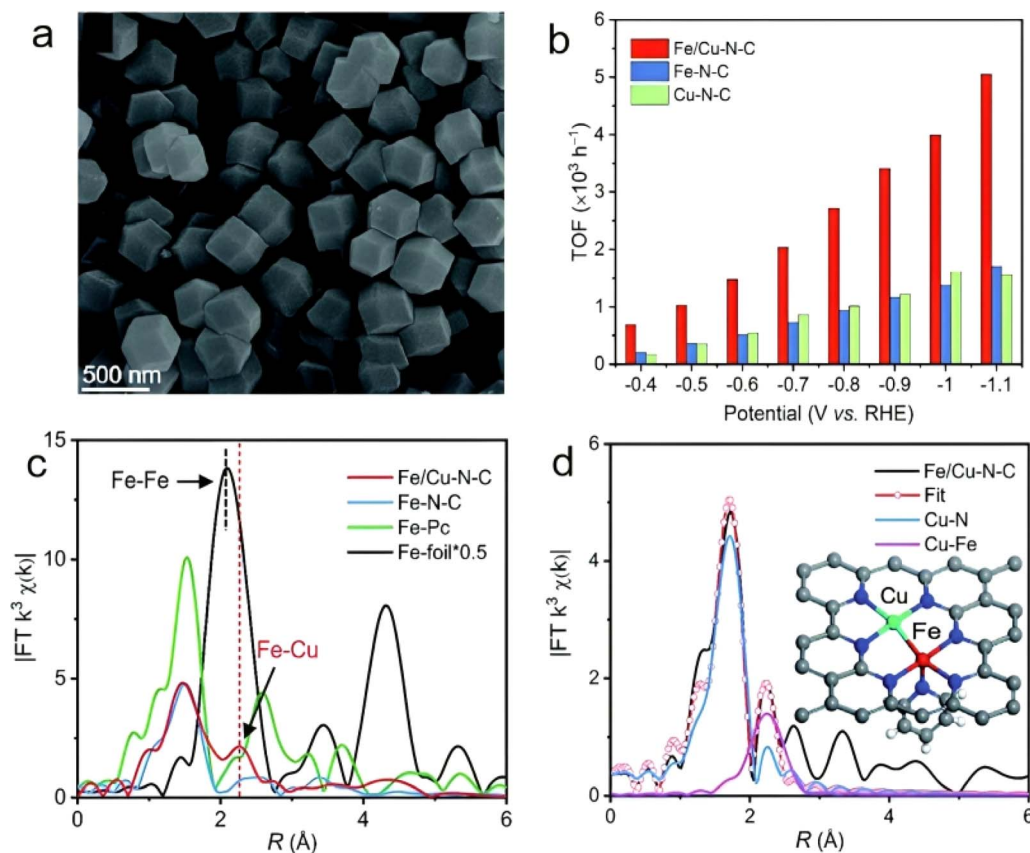 a
500 nm
b
Fe/Cu-N-C
Fe-N-C
Cu-N-C
TOF (×10³ h⁻¹)
6
5
4
3
2
1
0
-0.4 -0.5 -0.6 -0.7 -0.8 -0.9 -1 -1.1
Potential (V vs. RHE)
c
Fe-Fe
Fe/Cu-N-C
Fe-N-C
Fe-Pc
Fe-foil*0.5
Fe-Cu
|FT k³ χ(k)|
15
10
5
0
0 2 4 6
R (Å)
d
Fe/Cu-N-C
Fit
Cu-N
Cu-Fe
Cu
Fe
|FT k³ χ(k)|
6
4
2
0
0 2 4 6
R (Å)